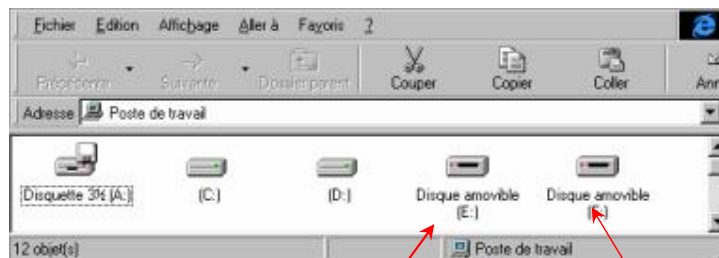 Fichier Edition Affichage Aller à Favoris ?
Précédente Suivante Dossier parent Couper Copier Coller Ann
Adresse Poste de travail
Disquette 3½ (A:) (C:) (D:) Disque amovible (E:) Disque amovible
12 objet(s) Poste de travail